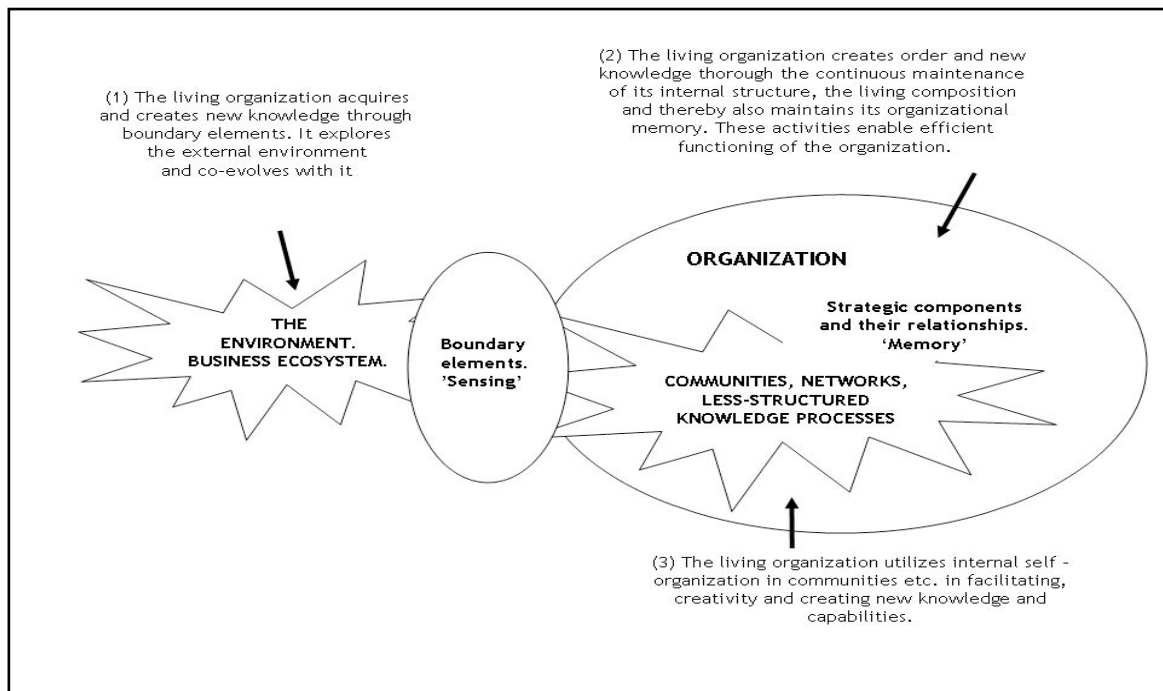 (1) The living organization acquires
and creates new knowledge through
boundary elements. It explores
the external environment
and co-evolves with it
(2) The living organization creates order and new
knowledge thorough the continuous maintenance
of its internal structure, the living composition
and thereby also maintains its organizational
memory. These activities enable efficient
functioning of the organization.
THE
ENVIRONMENT.
BUSINESS ECOSYSTEM.
Boundary
elements.
'Sensing'
ORGANIZATION
Strategic components
and their relationships.
‘Memory’
COMMUNITIES, NETWORKS,
LESS-STRUCTURED
KNOWLEDGE PROCESSES
(3) The living organization utilizes internal self -
organization in communities etc. in facilitating,
creativity and creating new knowledge and
capabilities.